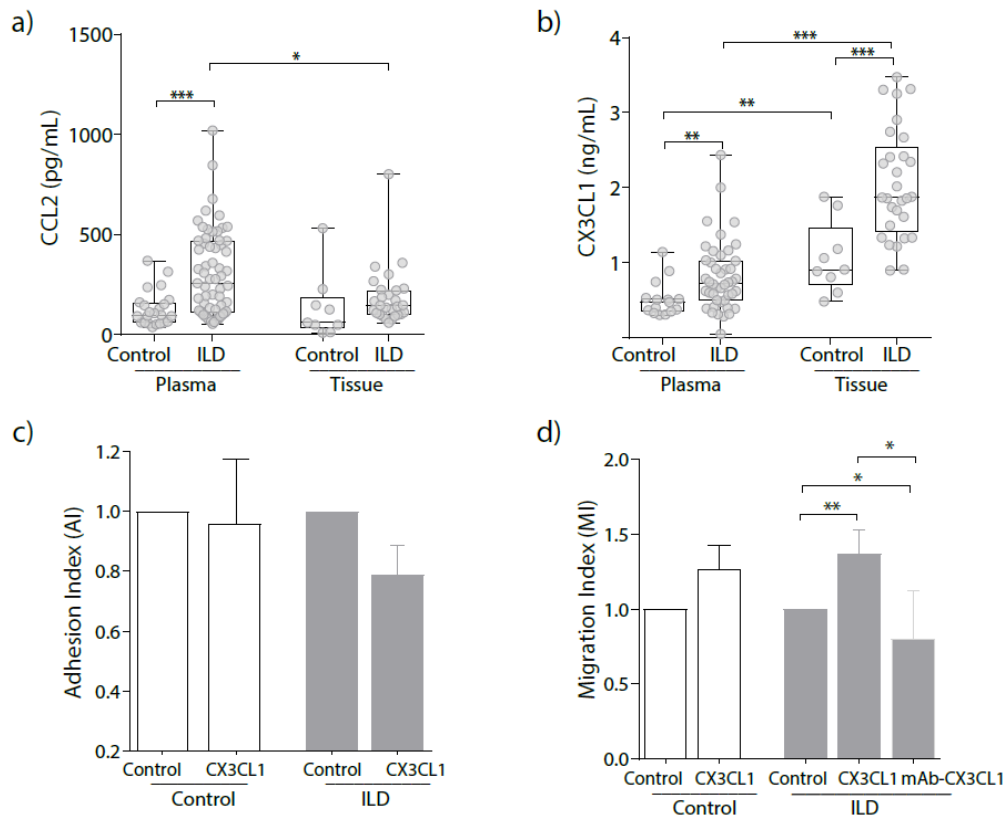 a)
CCL2 (pg/mL)
1500
1000
500
0
***
*
Control ILD Control ILD
Plasma Tissue
b)
CX3CL1 (ng/mL)
4
3
2
1
0
***
***
**
**
Control ILD Control ILD
Plasma Tissue
c)
Adhesion Index (AI)
1.2
1.0
0.8
0.6
0.4
0.2
Control CX3CL1 Control CX3CL1
Control ILD
d)
Migration Index (MI)
2.0
1.5
1.0
0.5
0.0
*
*
**
Control CX3CL1 Control CX3CL1 mAb-CX3CL1
Control ILD